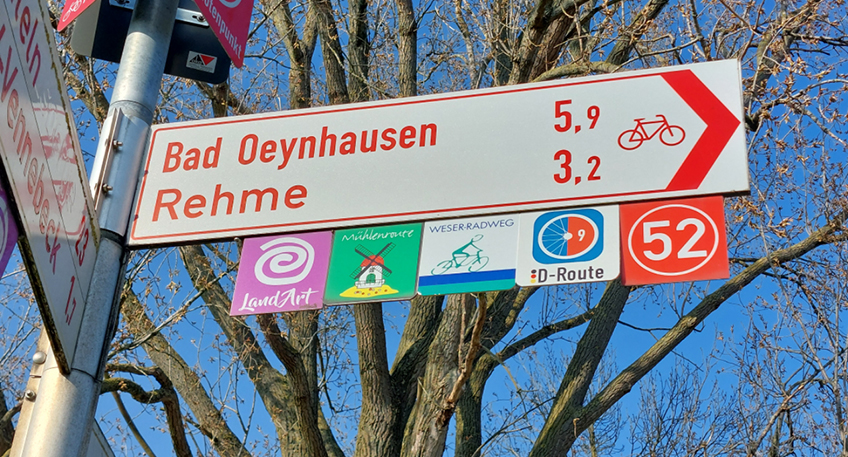 Bad Oeynhausen 5,9
Rehme 3,2
LandArt
Mühlenroute
WESER-RADWEG
9
D-Route
52